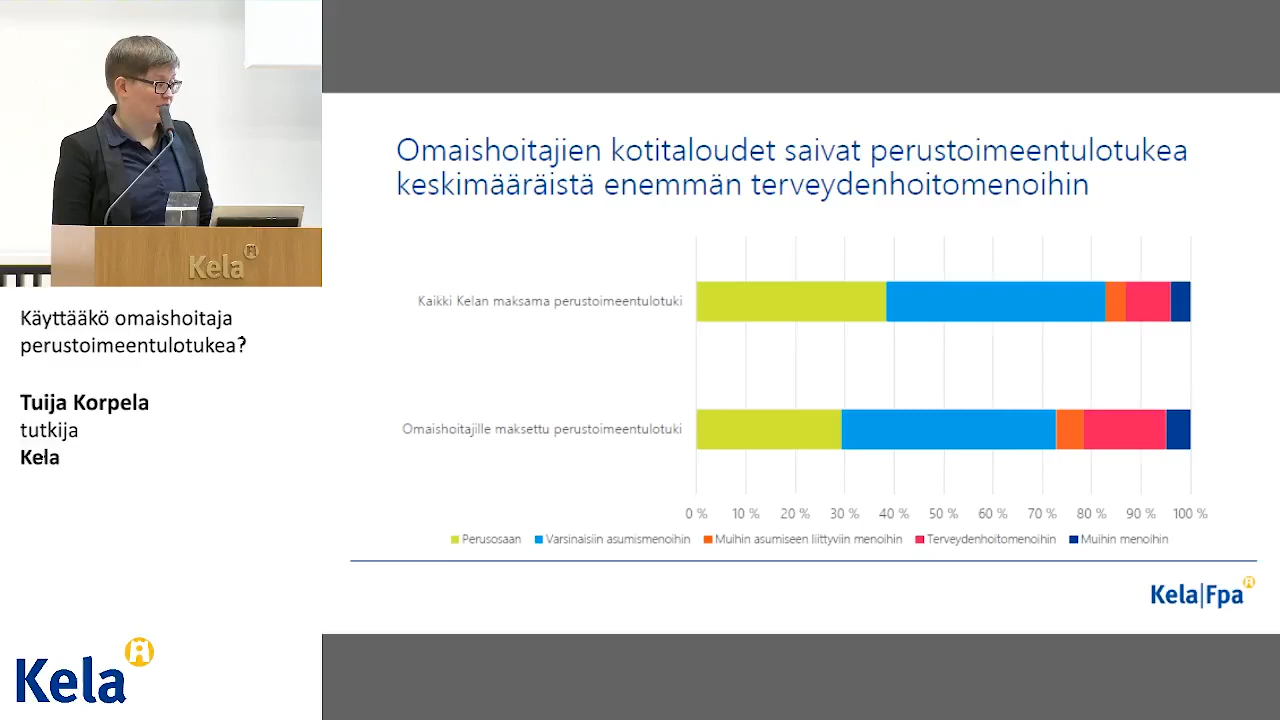 Kela
Käyttääkö omaishoitaja
perustoimeentulotukea?
Tuija Korpela
tutkija
Kela
Kela
Omaishoitajien kotitaloudet saivat perustoimeentulotukea
keskimääräistä enemmän terveydenhoitomenoihin
Kaikki Kelan maksama perustoimeentulotuki
Omaishoitajille maksettu perustoimeentulotuki
0 % 10 % 20 % 30 % 40 % 50 % 60 % 70 % 80 % 90 % 100 %
Perusosaan Varsinaisiin asumismenoihin Muihin asumiseen liittyviin menoihin Terveydenhoitomenoihin Muihin menoihin
Kela|Fpa